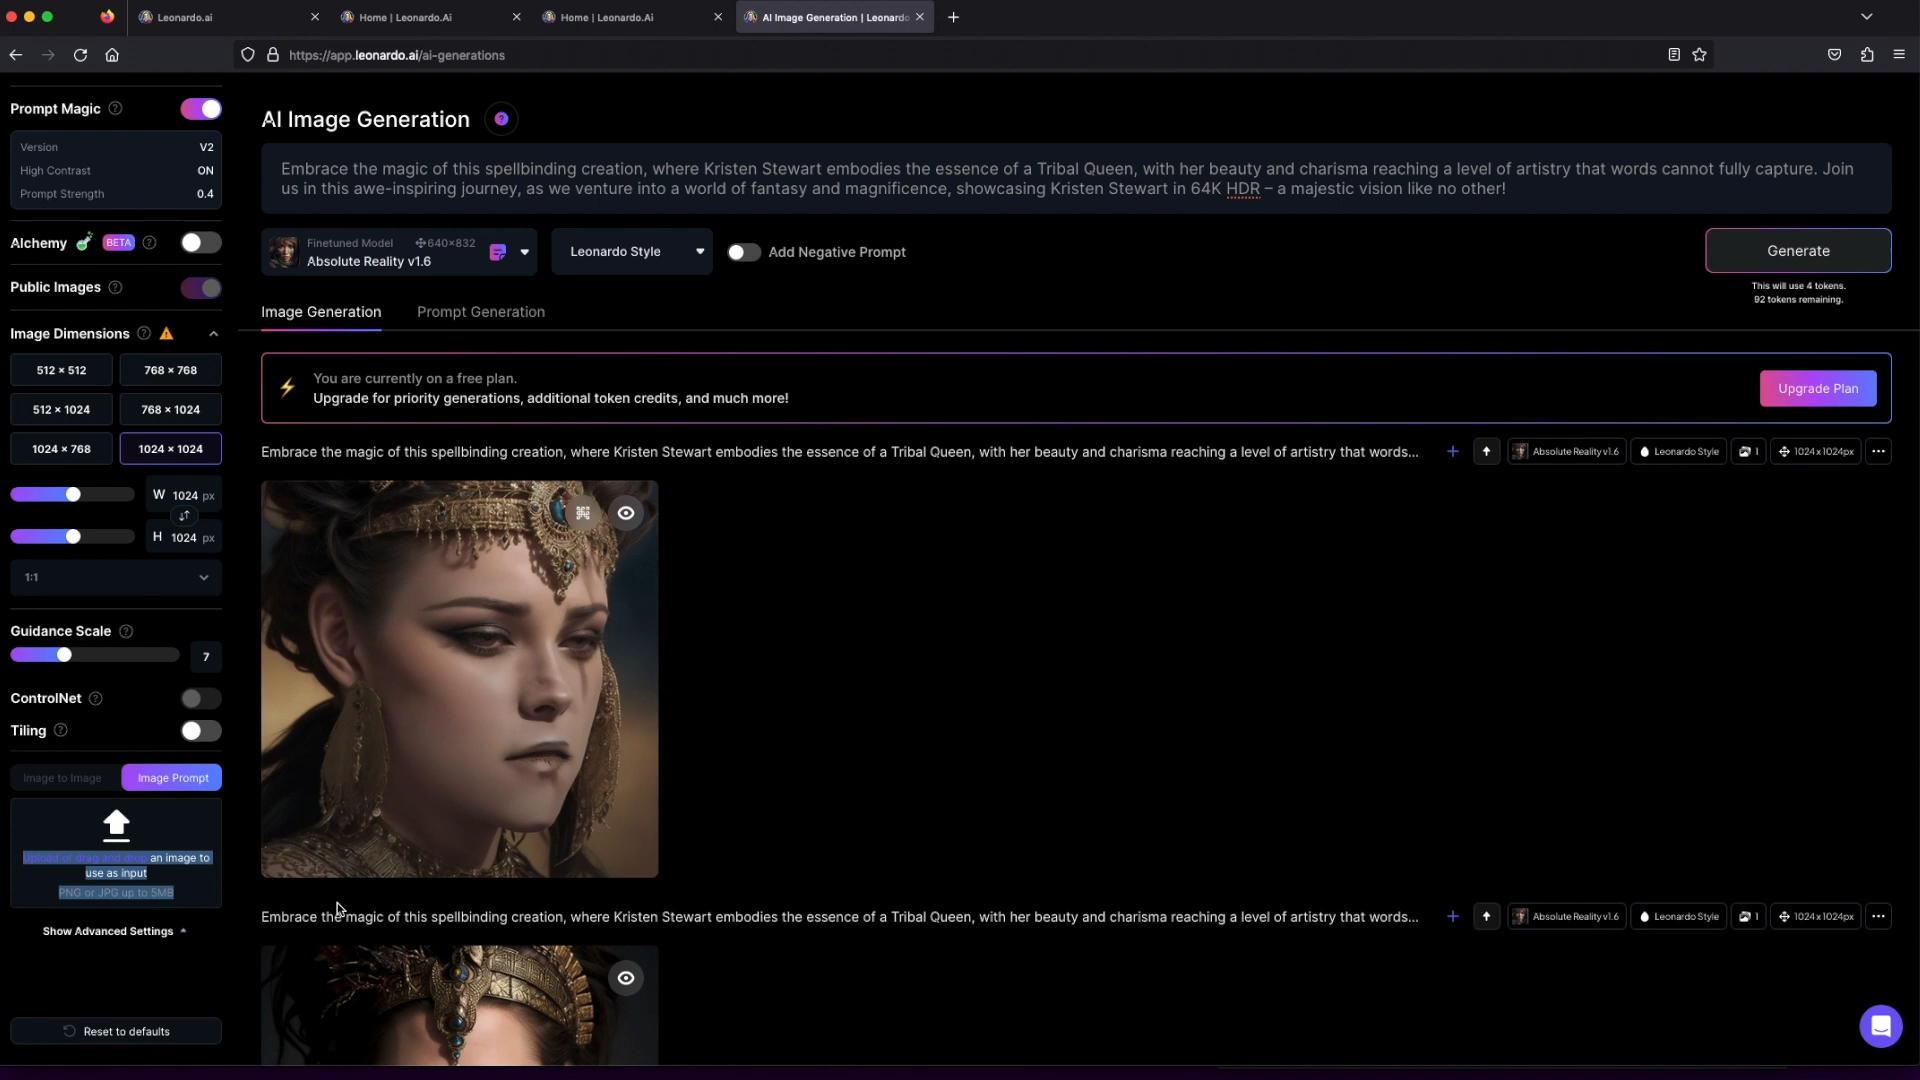 Leonardo.ai
Home | Leonardo.Ai
Home | Leonardo.Ai
AI Image Generation | Leonardo
https://app.leonardo.ai/ai-generations
Prompt Magic
Version V2
High Contrast ON
Prompt Strength 0.4
Alchemy BETA
Public Images
Image Dimensions
512 × 512 768 × 768
512 × 1024 768 × 1024
1024 × 768 1024 × 1024
W 1024 px
H 1024 px
1:1
Guidance Scale
7
ControlNet
Tiling
Image to Image Image Prompt
Upload or drag and drop an image to
use as input
PNG or JPG up to 5MB
Show Advanced Settings
Reset to defaults
AI Image Generation
Embrace the magic of this spellbinding creation, where Kristen Stewart embodies the essence of a Tribal Queen, with her beauty and charisma reaching a level of artistry that words cannot fully capture. Join
us in this awe-inspiring journey, as we venture into a world of fantasy and magnificence, showcasing Kristen Stewart in 64K HDR – a majestic vision like no other!
Finetuned Model 640×832
Absolute Reality v1.6
Leonardo Style
Add Negative Prompt
Generate
This will use 4 tokens.
92 tokens remaining.
Image Generation Prompt Generation
You are currently on a free plan.
Upgrade for priority generations, additional token credits, and much more!
Upgrade Plan
Embrace the magic of this spellbinding creation, where Kristen Stewart embodies the essence of a Tribal Queen, with her beauty and charisma reaching a level of artistry that words... Absolute Reality v1.6 Leonardo Style 1 1024x1024px
Embrace the magic of this spellbinding creation, where Kristen Stewart embodies the essence of a Tribal Queen, with her beauty and charisma reaching a level of artistry that words... Absolute Reality v1.6 Leonardo Style 1 1024x1024px